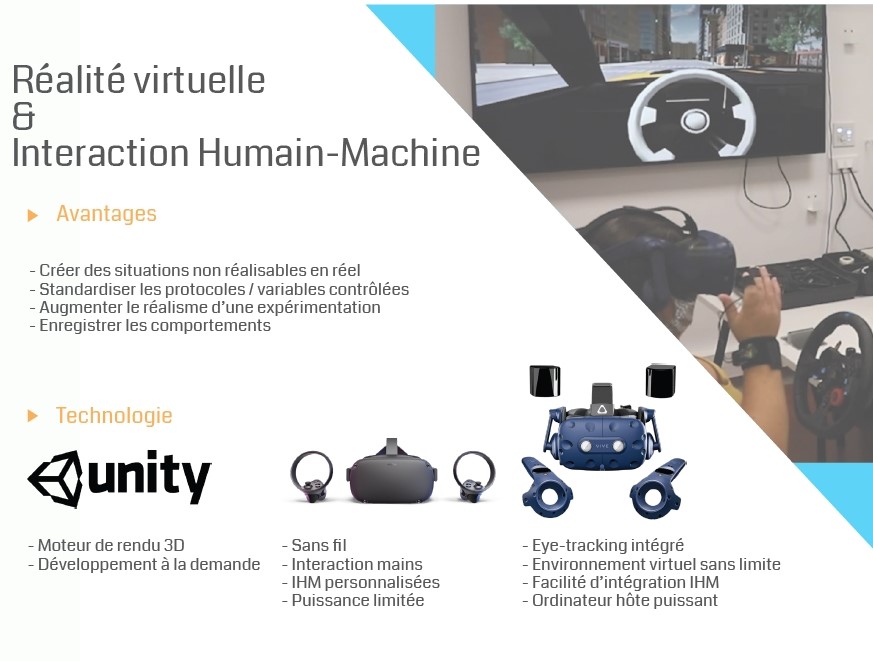 Réalité virtuelle
&
Interaction Humain-Machine
Avantages
- Créer des situations non réalisables en réel
- Standardiser les protocoles / variables contrôlées
- Augmenter le réalisme d'une expérimentation
- Enregistrer les comportements
Technologie
unity
- Moteur de rendu 3D
- Développement à la demande
- Sans fil
- Interaction mains
- IHM personnalisées
- Puissance limitée
VIVE
- Eye-tracking intégré
- Environnement virtuel sans limite
- Facilité d'intégration IHM
- Ordinateur hôte puissant